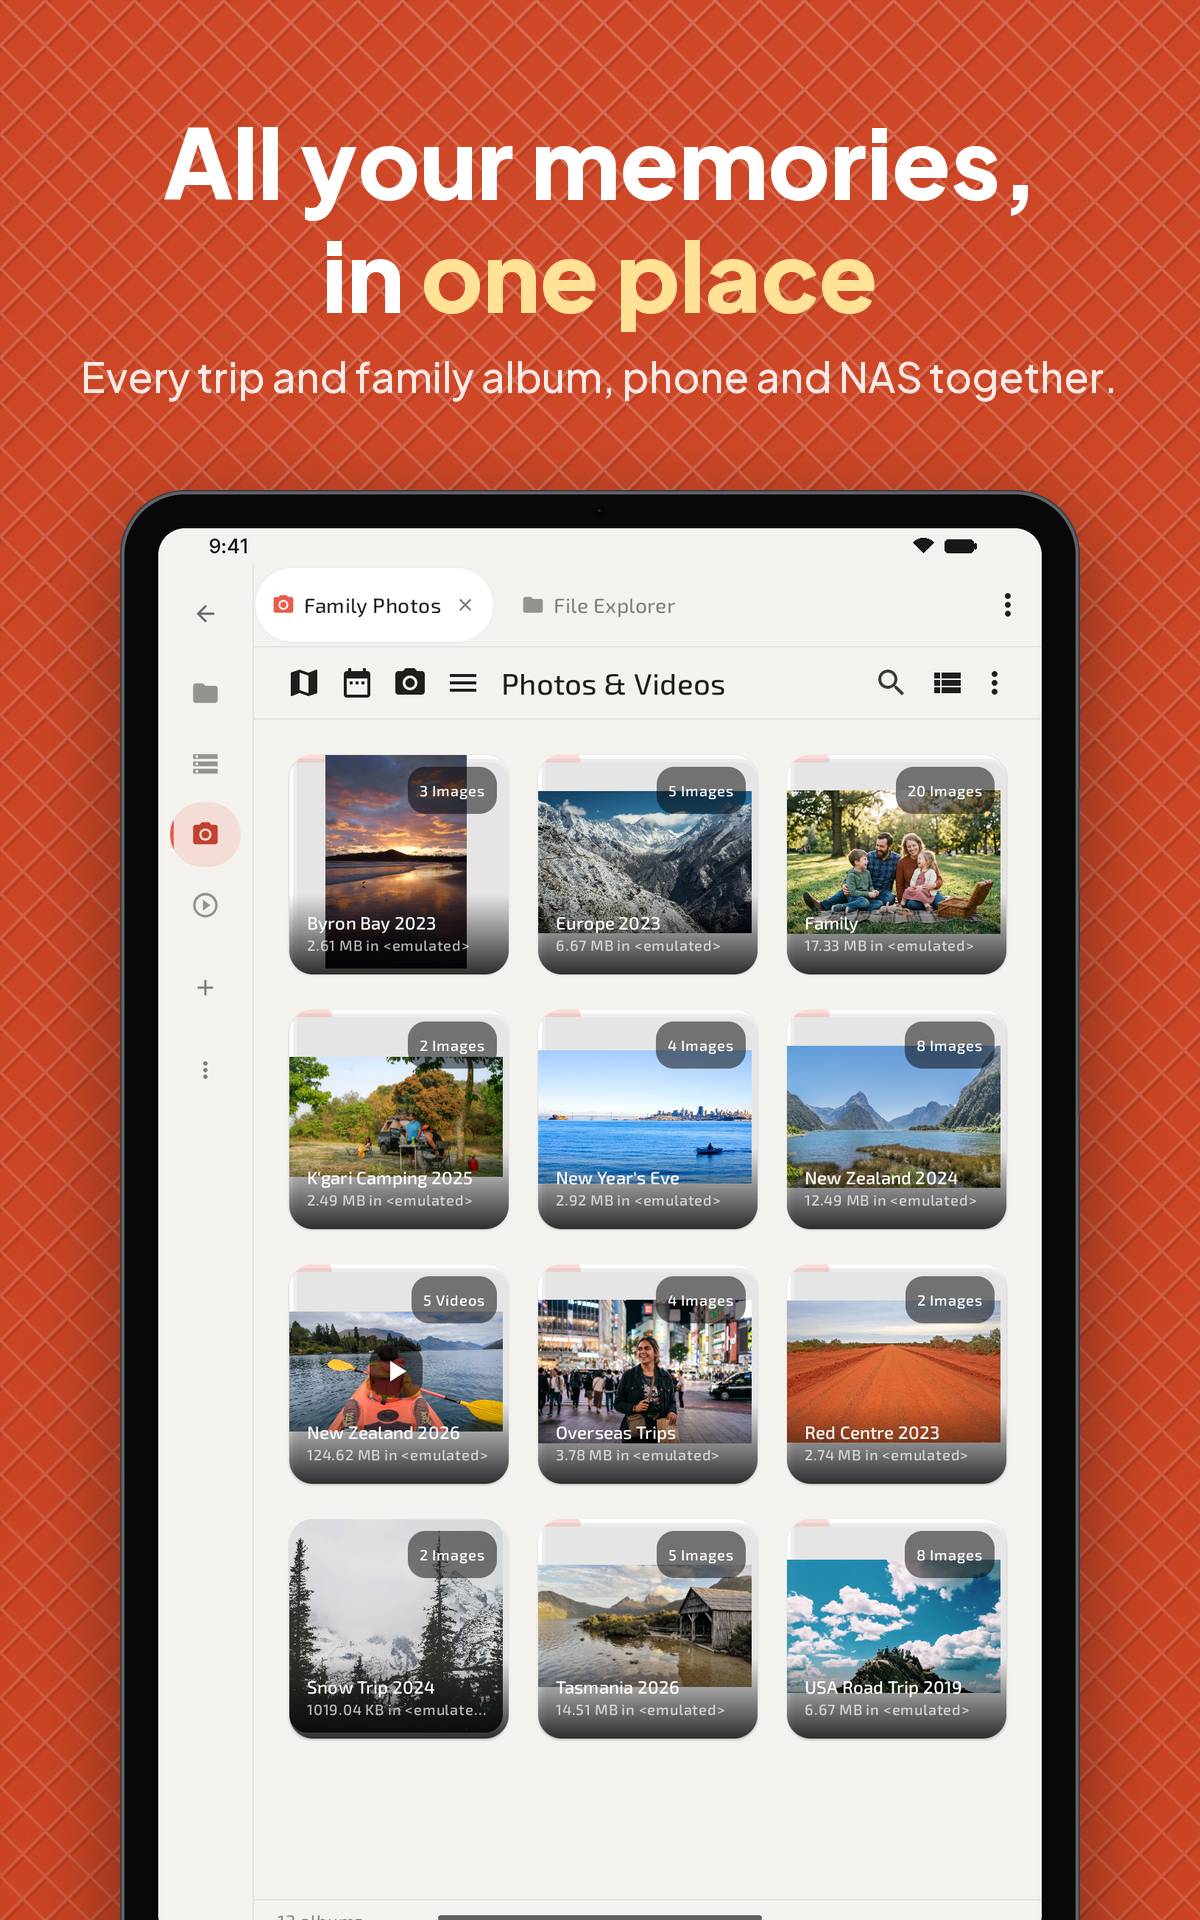 All your memories,
in one place
Every trip and family album, phone and NAS together.
9:41
Family Photos
File Explorer
Photos & Videos
3 Images
Byron Bay 2023
2.61 MB in <emulated>
5 Images
Europe 2023
6.67 MB in <emulated>
20 Images
Family
17.33 MB in <emulated>
2 Images
K'gari Camping 2025
2.49 MB in <emulated>
4 Images
New Year's Eve
2.92 MB in <emulated>
8 Images
New Zealand 2024
12.49 MB in <emulated>
5 Videos
New Zealand 2026
124.62 MB in <emulated>
4 Images
Overseas Trips
3.78 MB in <emulated>
2 Images
Red Centre 2023
2.74 MB in <emulated>
2 Images
Snow Trip 2024
1019.04 KB in <emulate...
5 Images
Tasmania 2026
14.51 MB in <emulated>
8 Images
USA Road Trip 2019
6.67 MB in <emulated>
albums